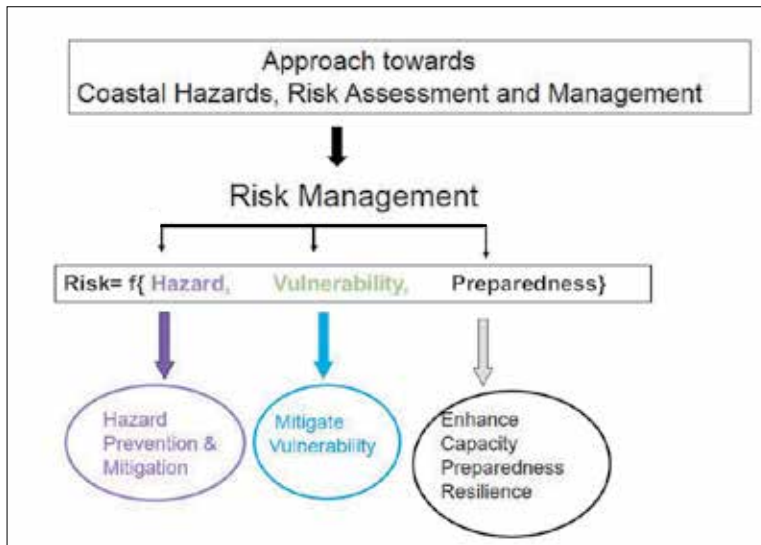 Approach towards
Coastal Hazards, Risk Assessment and Management
Risk Management
Risk= f{ Hazard, Vulnerability, Preparedness}
Hazard
Prevention &
Mitigation
Mitigate
Vulnerability
Enhance
Capacity
Preparedness
Resilience